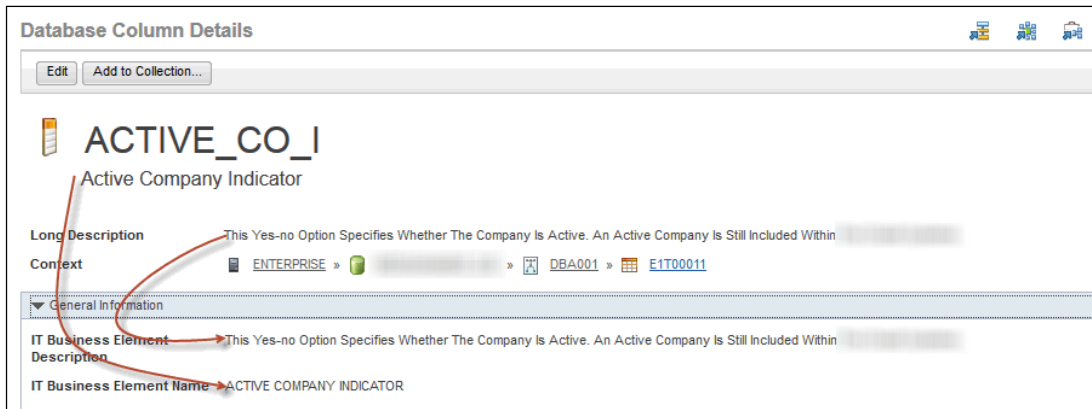 Database Column Details
Edit Add to Collection...
ACTIVE_CO_I
Active Company Indicator
Long Description This Yes-no Option Specifies Whether The Company Is Active. An Active Company Is Still Included Within
Context ENTERPRISE » » DBA001 » E1T00011
General Information
IT Business Element This Yes-no Option Specifies Whether The Company Is Active. An Active Company Is Still Included Within
Description
IT Business Element Name ACTIVE COMPANY INDICATOR